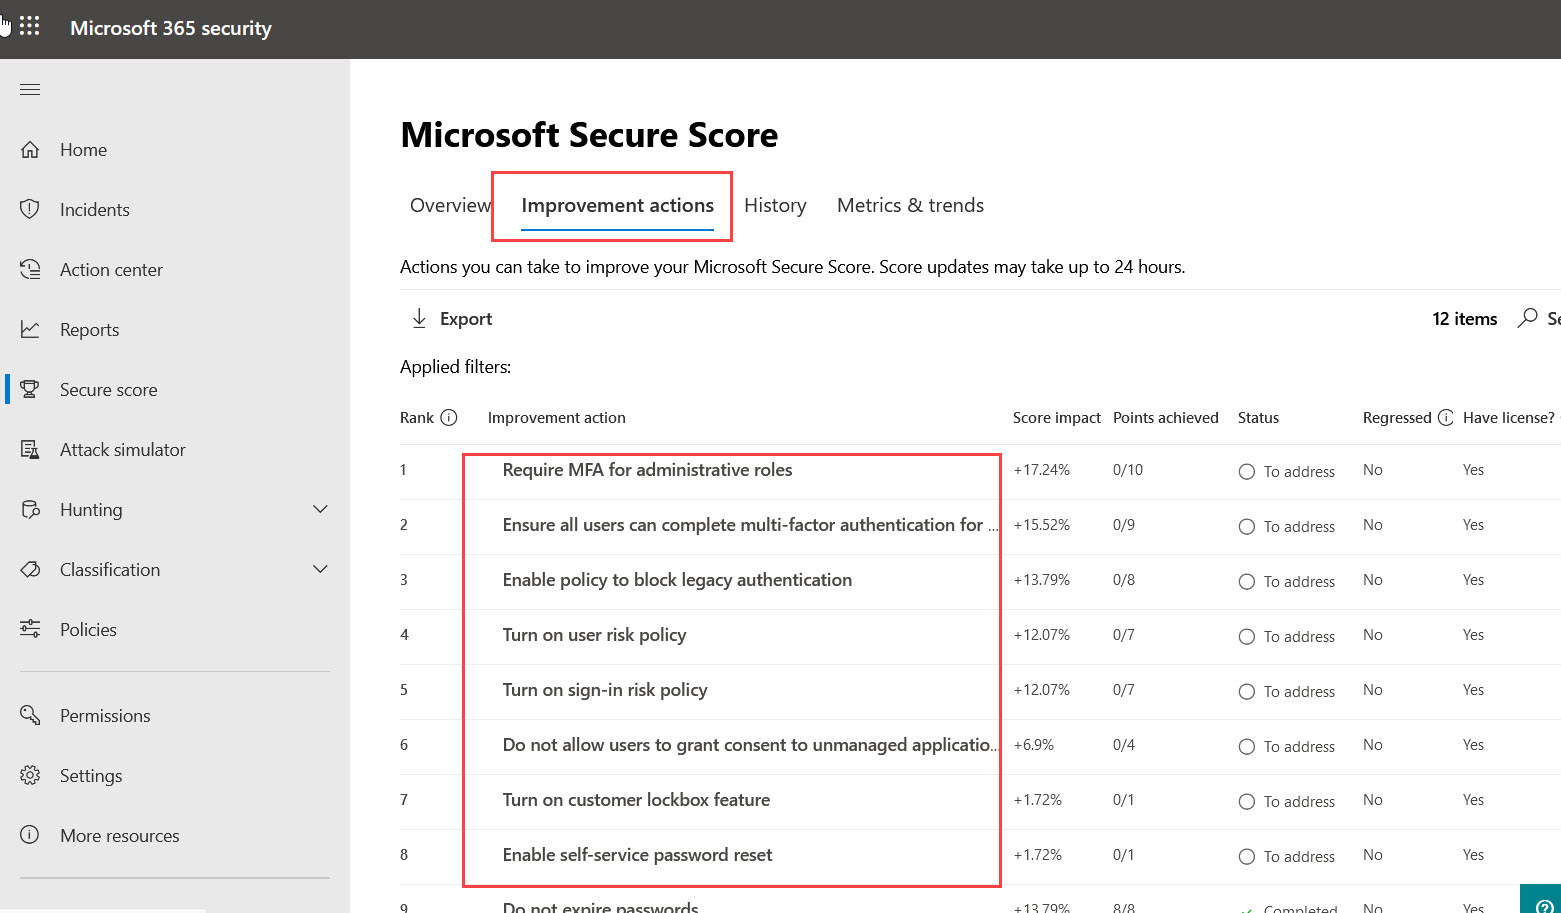 Microsoft 365 security
Home
Incidents
Action center
Reports
Secure score
Attack simulator
Hunting
Classification
Policies
Permissions
Settings
More resources
Microsoft Secure Score
Overview Improvement actions History Metrics & trends
Actions you can take to improve your Microsoft Secure Score. Score updates may take up to 24 hours.
Export 12 items Se
Applied filters:
Rank Improvement action Score impact Points achieved Status Regressed Have license?
1 Require MFA for administrative roles +17.24% 0/10 To address No Yes
2 Ensure all users can complete multi-factor authentication for ... +15.52% 0/9 To address No Yes
3 Enable policy to block legacy authentication +13.79% 0/8 To address No Yes
4 Turn on user risk policy +12.07% 0/7 To address No Yes
5 Turn on sign-in risk policy +12.07% 0/7 To address No Yes
6 Do not allow users to grant consent to unmanaged applicatio... +6.9% 0/4 To address No Yes
7 Turn on customer lockbox feature +1.72% 0/1 To address No Yes
8 Enable self-service password reset +1.72% 0/1 To address No Yes
9 Do not expire passwords +13.79% 8/8 Completed No Yes